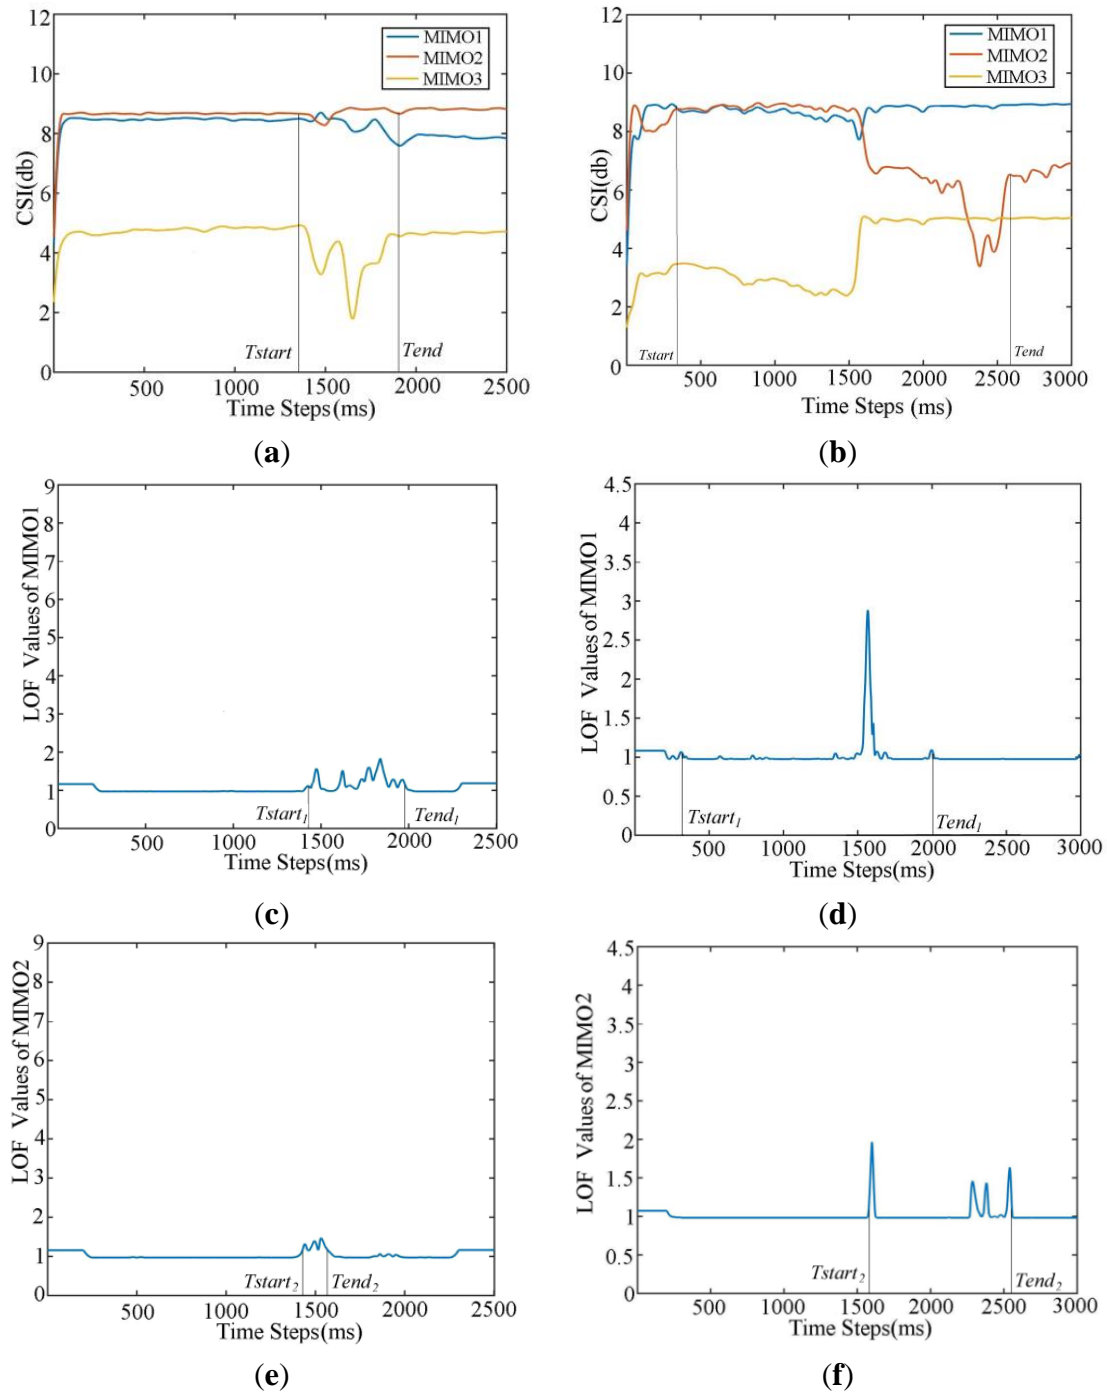 12
10
8
6
4
2
0
CSI(db)
MIMO1
MIMO2
MIMO3
Tstart
Tend
500
1000
1500
2000
2500
Time Steps(ms)
(a)
12
10
8
6
4
2
0
CSI(db)
MIMO1
MIMO2
MIMO3
Tstart
Tend
500
1000
1500
2000
2500
3000
Time Steps (ms)
(b)
9
8
7
6
5
4
3
2
1
0
LOF Values of MIMO1
Tstart1
Tend1
500
1000
1500
2000
2500
Time Steps(ms)
(c)
4.5
4
3.5
3
2.5
2
1.5
1
0.5
0
LOF Values of MIMO1
Tstart1
Tend1
500
1000
1500
2000
2500
3000
Time Steps(ms)
(d)
9
8
7
6
5
4
3
2
1
0
LOF Values of MIMO2
Tstart2
Tend2
500
1000
1500
2000
2500
Time Steps(ms)
(e)
4.5
4
3.5
3
2.5
2
1.5
1
0.5
0
LOF Values of MIMO2
Tstart2
Tend2
500
1000
1500
2000
2500
3000
Time Steps(ms)
(f)